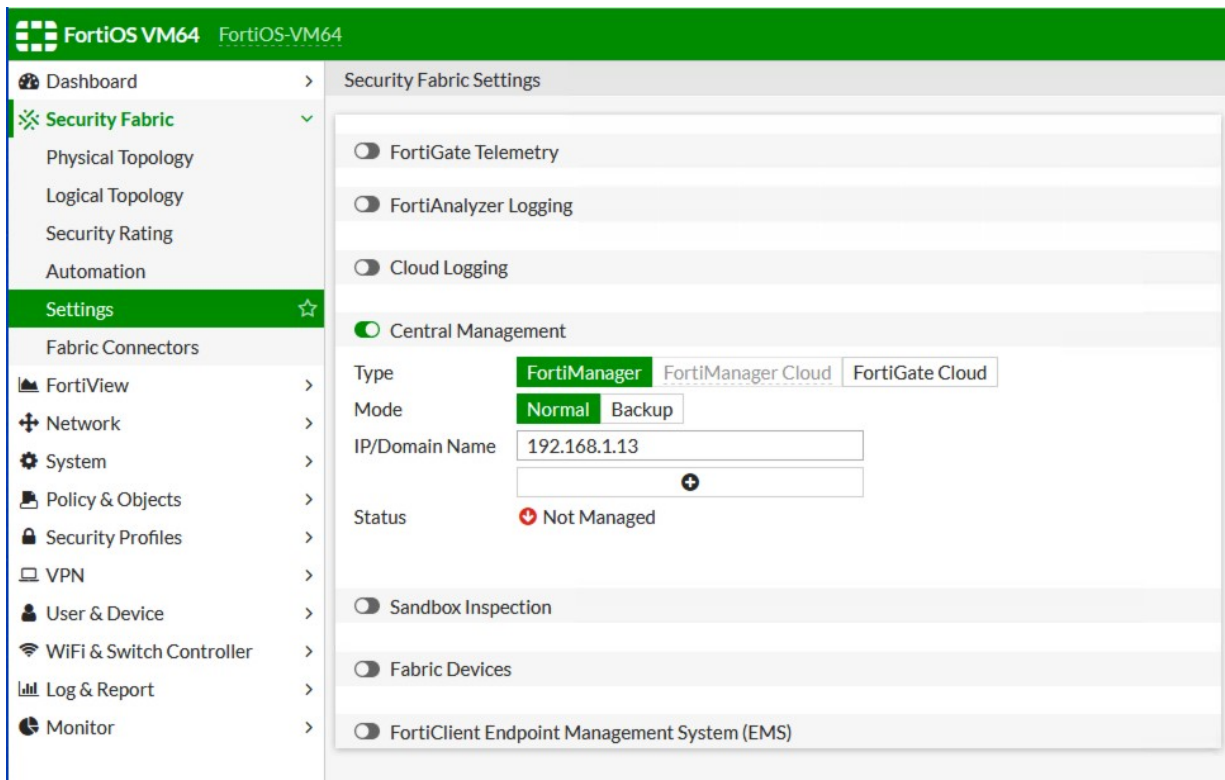 FortiOS VM64 FortiOS-VM64
Dashboard
Security Fabric
Physical Topology
Logical Topology
Security Rating
Automation
Settings
Fabric Connectors
FortiView
Network
System
Policy & Objects
Security Profiles
VPN
User & Device
WiFi & Switch Controller
Log & Report
Monitor
Security Fabric Settings
FortiGate Telemetry
FortiAnalyzer Logging
Cloud Logging
Central Management
Type FortiManager FortiManager Cloud FortiGate Cloud
Mode Normal Backup
IP/Domain Name 192.168.1.13
Status Not Managed
Sandbox Inspection
Fabric Devices
FortiClient Endpoint Management System (EMS)